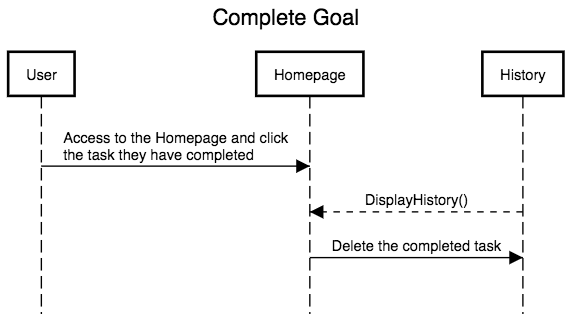 Complete Goal
User
Homepage
History
Access to the Homepage and click
the task they have completed
DisplayHistory()
Delete the completed task